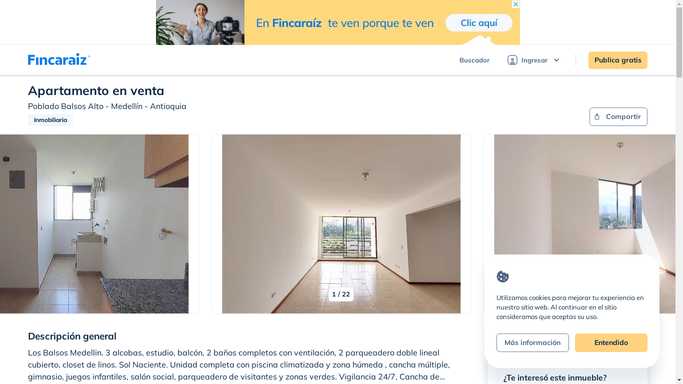 En Fincaraíz te ven porque te ven
Clic aquí
Fincaraiz
Buscador
Ingresar
Publica gratis
Apartamento en venta
Poblado Balsos Alto - Medellín - Antioquia
Inmobiliaria
Compartir
1 / 22
Utilizamos cookies para mejorar tu experiencia en
nuestro sitio web. Al continuar en el sitio
consideramos que aceptas su uso.
Más información
Entendido
Descripción general
Los Balsos Medellin. 3 alcobas, estudio, balcón, 2 baños completos con ventilación, 2 parqueadero doble lineal
cubierto, closet de linos. Sol Naciente. Unidad completa con piscina climatizada y zona húmeda , cancha múltiple,
gimnasio, juegos infantiles, salón social, parqueadero de visitantes y zonas verdes. Vigilancia 24/7. Cancha de...
¿Te interesó este inmueble?